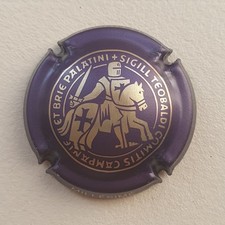 + SIGILL TEOBALDI COMITIS CAMPANIE ET BRIE PALATINI